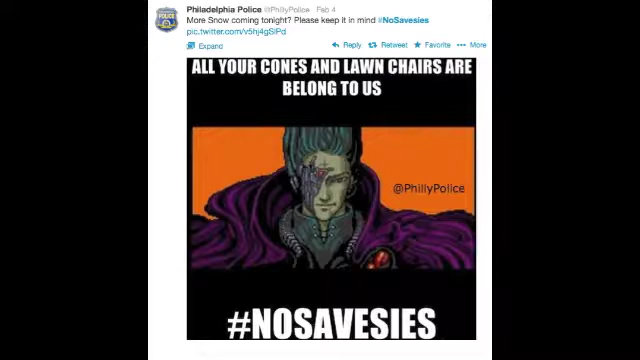 Philadelphia Police @PhillyPolice Feb 4
More Snow coming tonight? Please keep it in mind #NoSavesies
pic.twitter.com/v5hj4gSlPd
Expand Reply Retweet Favorite More
ALL YOUR CONES AND LAWN CHAIRS ARE
BELONG TO US
@PhillyPolice
#NOSAVESIES